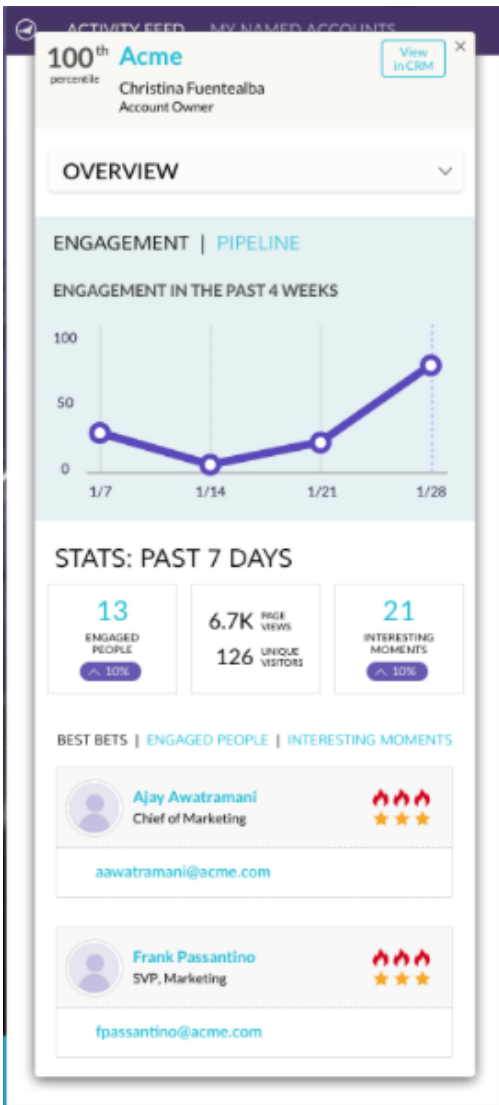 ACTIVITY FEED MY NAMED ACCOUNTS
100th Acme
percentile
Christina Fuentealba
Account Owner
View
in CRM
×
OVERVIEW
ENGAGEMENT | PIPELINE
ENGAGEMENT IN THE PAST 4 WEEKS
100
50
0
1/7 1/14 1/21 1/28
STATS: PAST 7 DAYS
13
ENGAGED
PEOPLE
10%
6.7K PAGE VIEWS
126 UNIQUE VISITORS
21
INTERESTING
MOMENTS
10%
BEST BETS | ENGAGED PEOPLE | INTERESTING MOMENTS
Ajay Awatramani
Chief of Marketing
aawatramani@acme.com
Frank Passantino
SVP, Marketing
fpassantino@acme.com